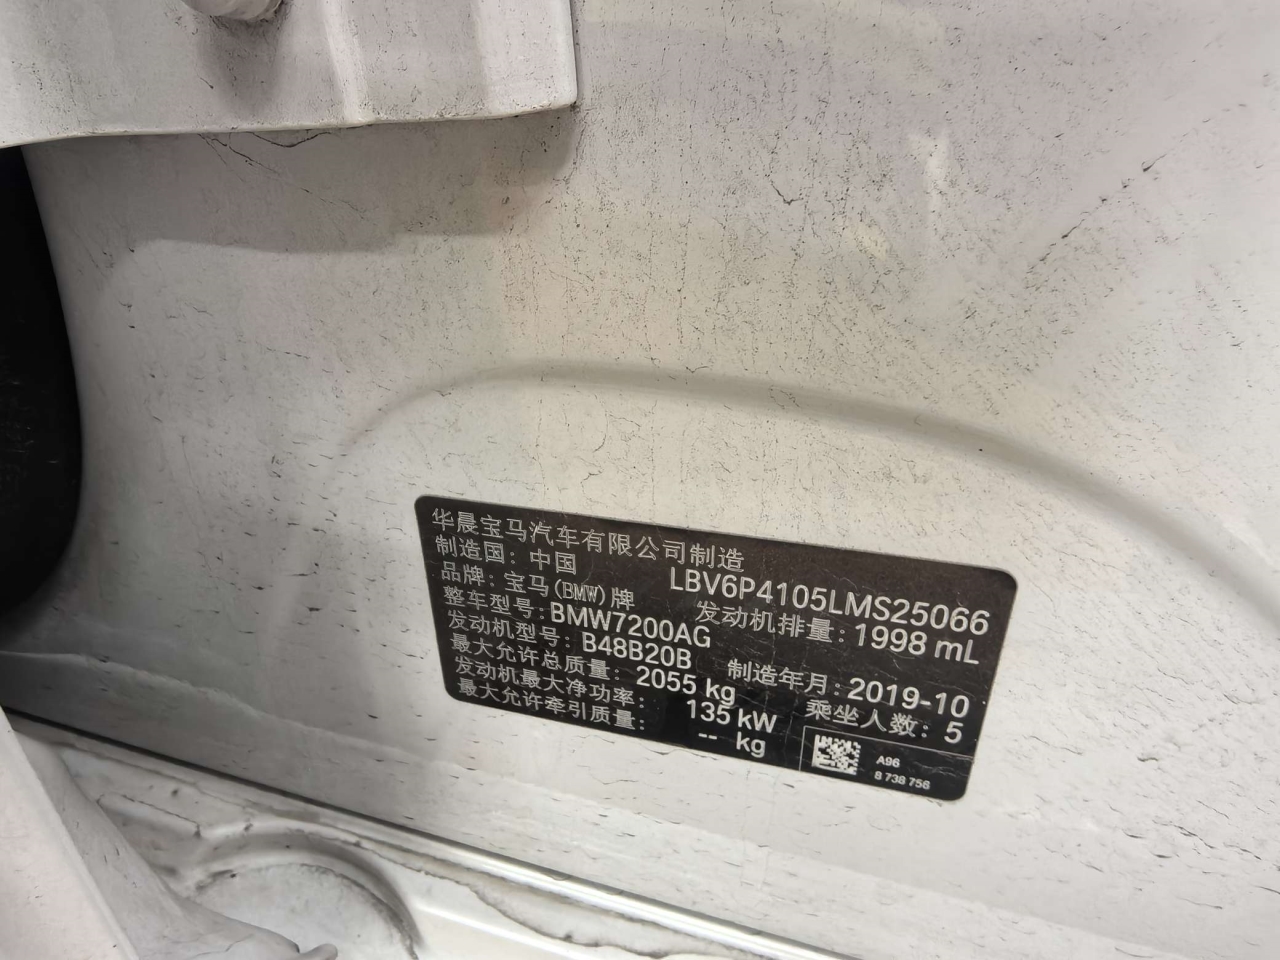 华晨宝马汽车有限公司制造
制造国：中国 LBV6P4105LMS25066
品牌：宝马(BMW)牌 发动机排量：1998 mL
整车型号：BMW7200AG
发动机型号：B48B20B 制造年月：2019-10
最大允许总质量：2055 kg 乘坐人数：5
发动机最大净功率：135 kW
最大允许牵引质量：-- kg
A96
8 738 756